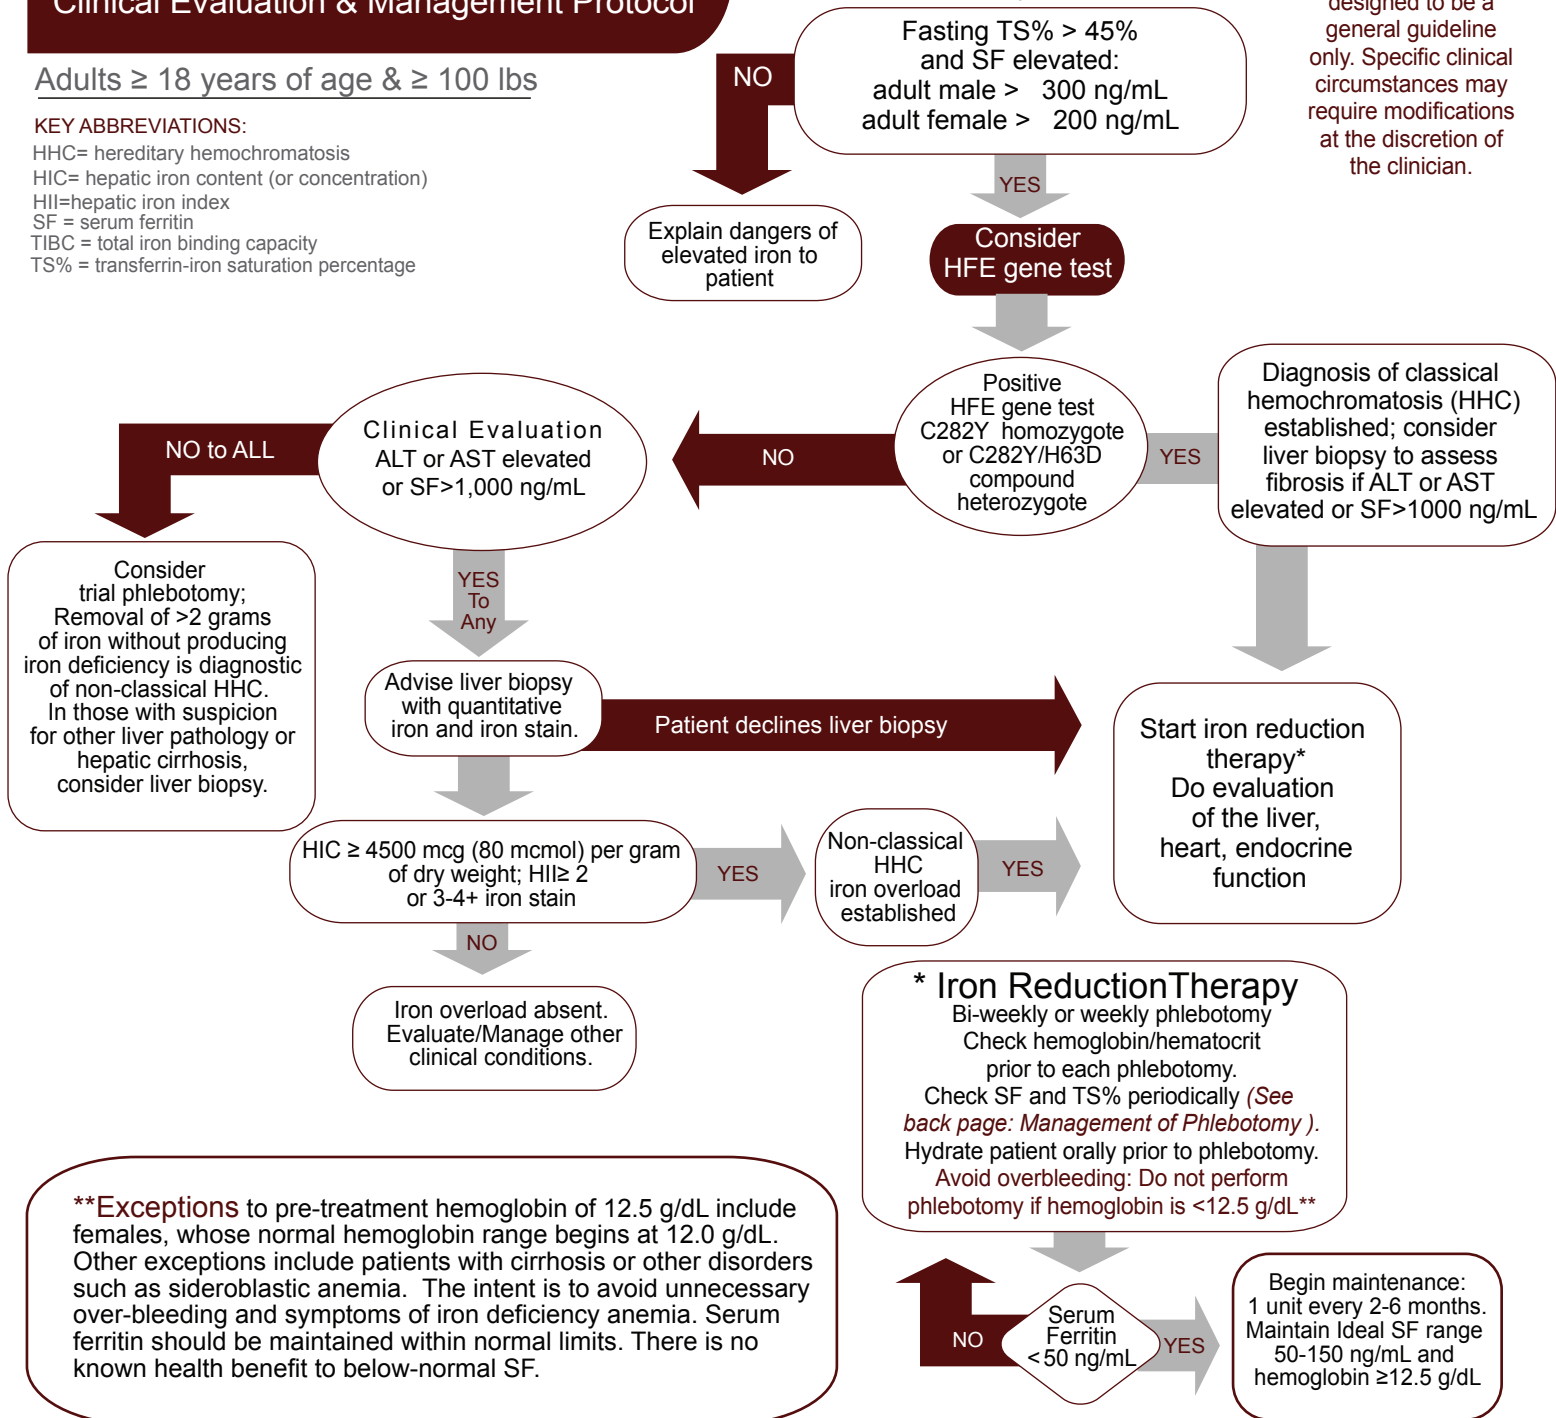 Clinical Evaluation & Management Protocol
Adults ≥ 18 years of age & ≥ 100 lbs
KEY ABBREVIATIONS:
HHC= hereditary hemochromatosis
HIC= hepatic iron content (or concentration)
HII=hepatic iron index
SF = serum ferritin
TIBC = total iron binding capacity
TS% = transferrin-iron saturation percentage
Fasting TS% > 45%
and SF elevated:
adult male > 300 ng/mL
adult female > 200 ng/mL
designed to be a
general guideline
only. Specific clinical
circumstances may
require modifications
at the discretion of
the clinician.
NO
YES
Explain dangers of
elevated iron to
patient
Consider
HFE gene test
Positive
HFE gene test
C282Y homozygote
or C282Y/H63D
compound
heterozygote
YES
Diagnosis of classical
hemochromatosis (HHC)
established; consider
liver biopsy to assess
fibrosis if ALT or AST
elevated or SF>1000 ng/mL
NO
Clinical Evaluation
ALT or AST elevated
or SF>1,000 ng/mL
NO to ALL
Consider
trial phlebotomy;
Removal of >2 grams
of iron without producing
iron deficiency is diagnostic
of non-classical HHC.
In those with suspicion
for other liver pathology or
hepatic cirrhosis,
consider liver biopsy.
YES
To
Any
Advise liver biopsy
with quantitative
iron and iron stain.
Patient declines liver biopsy
Start iron reduction
therapy*
Do evaluation
of the liver,
heart, endocrine
function
HIC ≥ 4500 mcg (80 mcmol) per gram
of dry weight; HII≥ 2
or 3-4+ iron stain
YES
Non-classical
HHC
iron overload
established
YES
NO
Iron overload absent.
Evaluate/Manage other
clinical conditions.
* Iron ReductionTherapy
Bi-weekly or weekly phlebotomy
Check hemoglobin/hematocrit
prior to each phlebotomy.
Check SF and TS% periodically (See
back page: Management of Phlebotomy ).
Hydrate patient orally prior to phlebotomy.
Avoid overbleeding: Do not perform
phlebotomy if hemoglobin is <12.5 g/dL**
**Exceptions to pre-treatment hemoglobin of 12.5 g/dL include
females, whose normal hemoglobin range begins at 12.0 g/dL.
Other exceptions include patients with cirrhosis or other disorders
such as sideroblastic anemia. The intent is to avoid unnecessary
over-bleeding and symptoms of iron deficiency anemia. Serum
ferritin should be maintained within normal limits. There is no
known health benefit to below-normal SF.
NO
Serum
Ferritin
<50 ng/mL
YES
Begin maintenance:
1 unit every 2-6 months.
Maintain Ideal SF range
50-150 ng/mL and
hemoglobin ≥12.5 g/dL